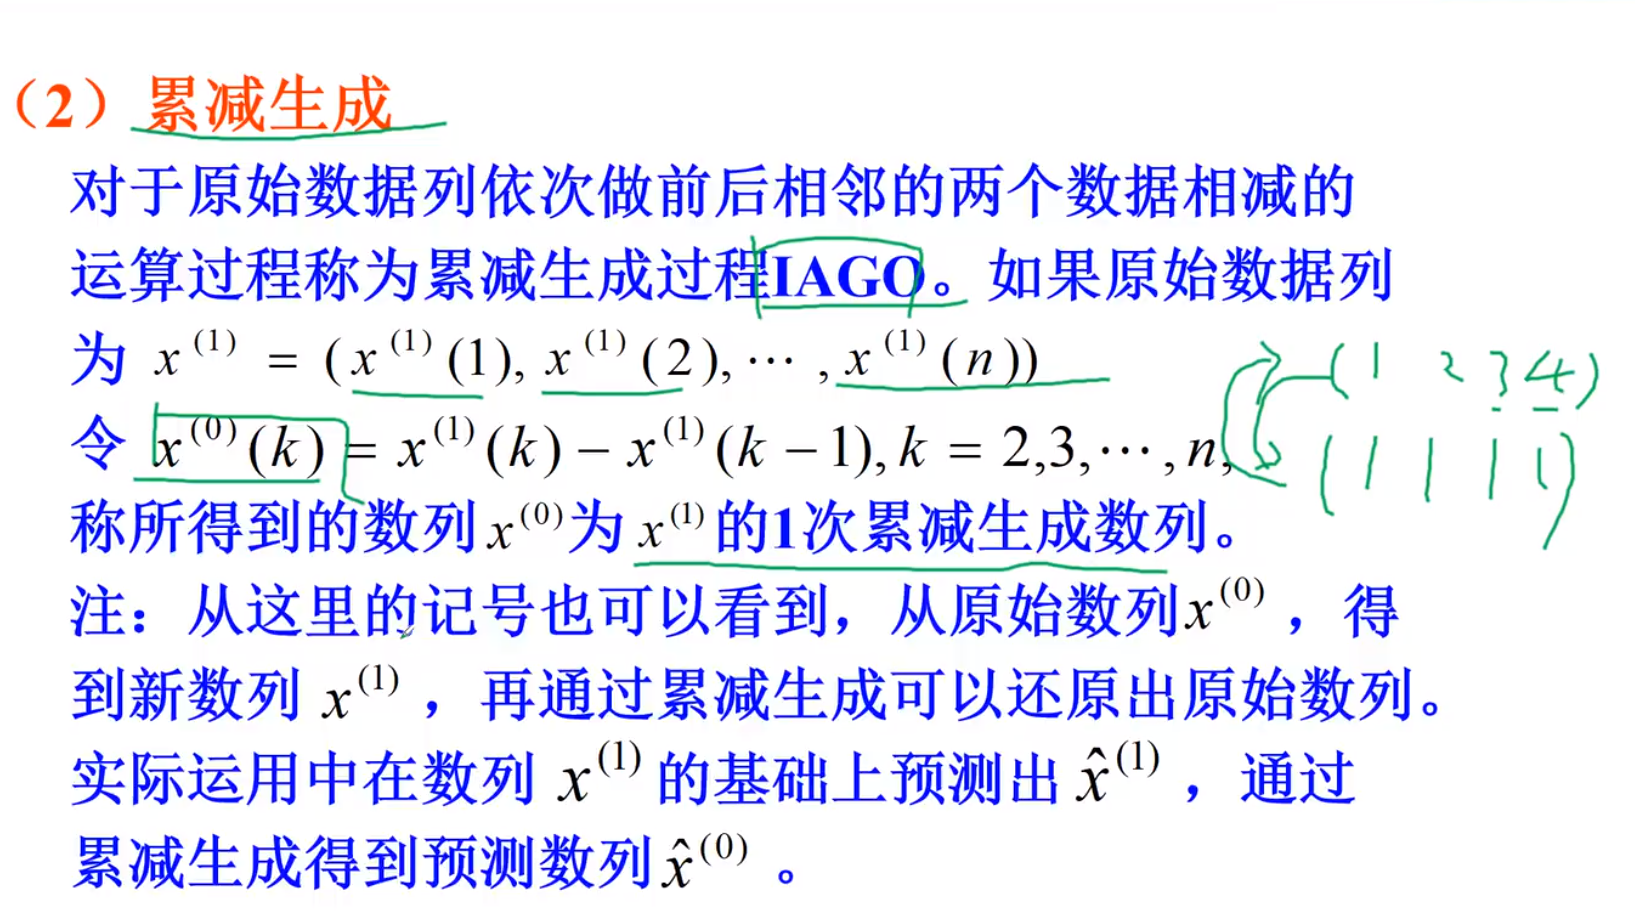 （2）累减生成
对于原始数据列依次做前后相邻的两个数据相减的
运算过程称为累减生成过程IAGO。如果原始数据列
为 x^(1) = (x^(1)(1), x^(1)(2), ⋯, x^(1)(n))
(1 2 3 4)
令 x^(0)(k) = x^(1)(k) − x^(1)(k − 1), k = 2,3,⋯, n,
(1 1 1 1)
称所得到的数列 x^(0) 为 x^(1) 的1次累减生成数列。
注：从这里的记号也可以看到，从原始数列 x^(0) ，得
到新数列 x^(1) ，再通过累减生成可以还原出原始数列。
实际运用中在数列 x^(1) 的基础上预测出 x̂^(1) ，通过
累减生成得到预测数列 x̂^(0) 。